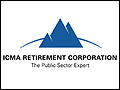 ICMA RETIREMENT CORPORATION
The Public Sector Expert